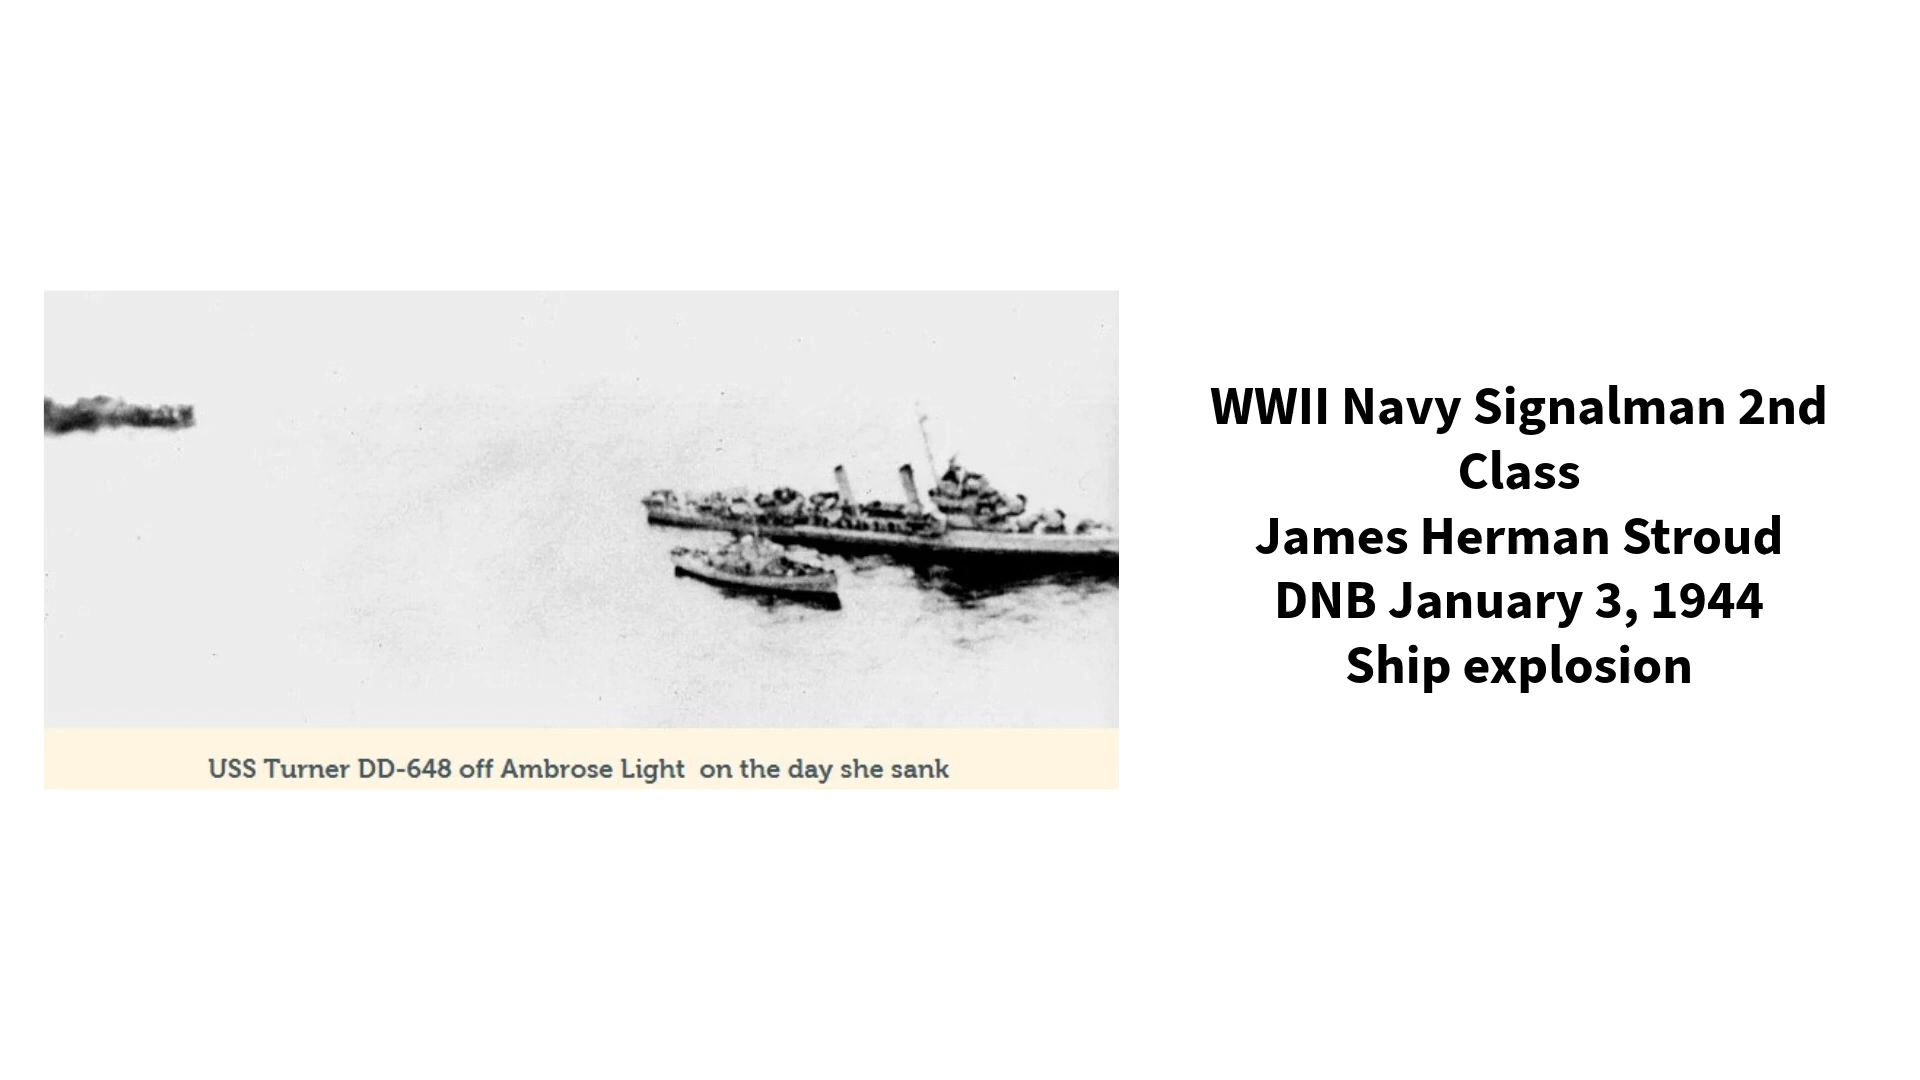 WWII Navy Signalman 2nd
Class
James Herman Stroud
DNB January 3, 1944
Ship explosion
USS Turner DD-648 off Ambrose Light on the day she sank